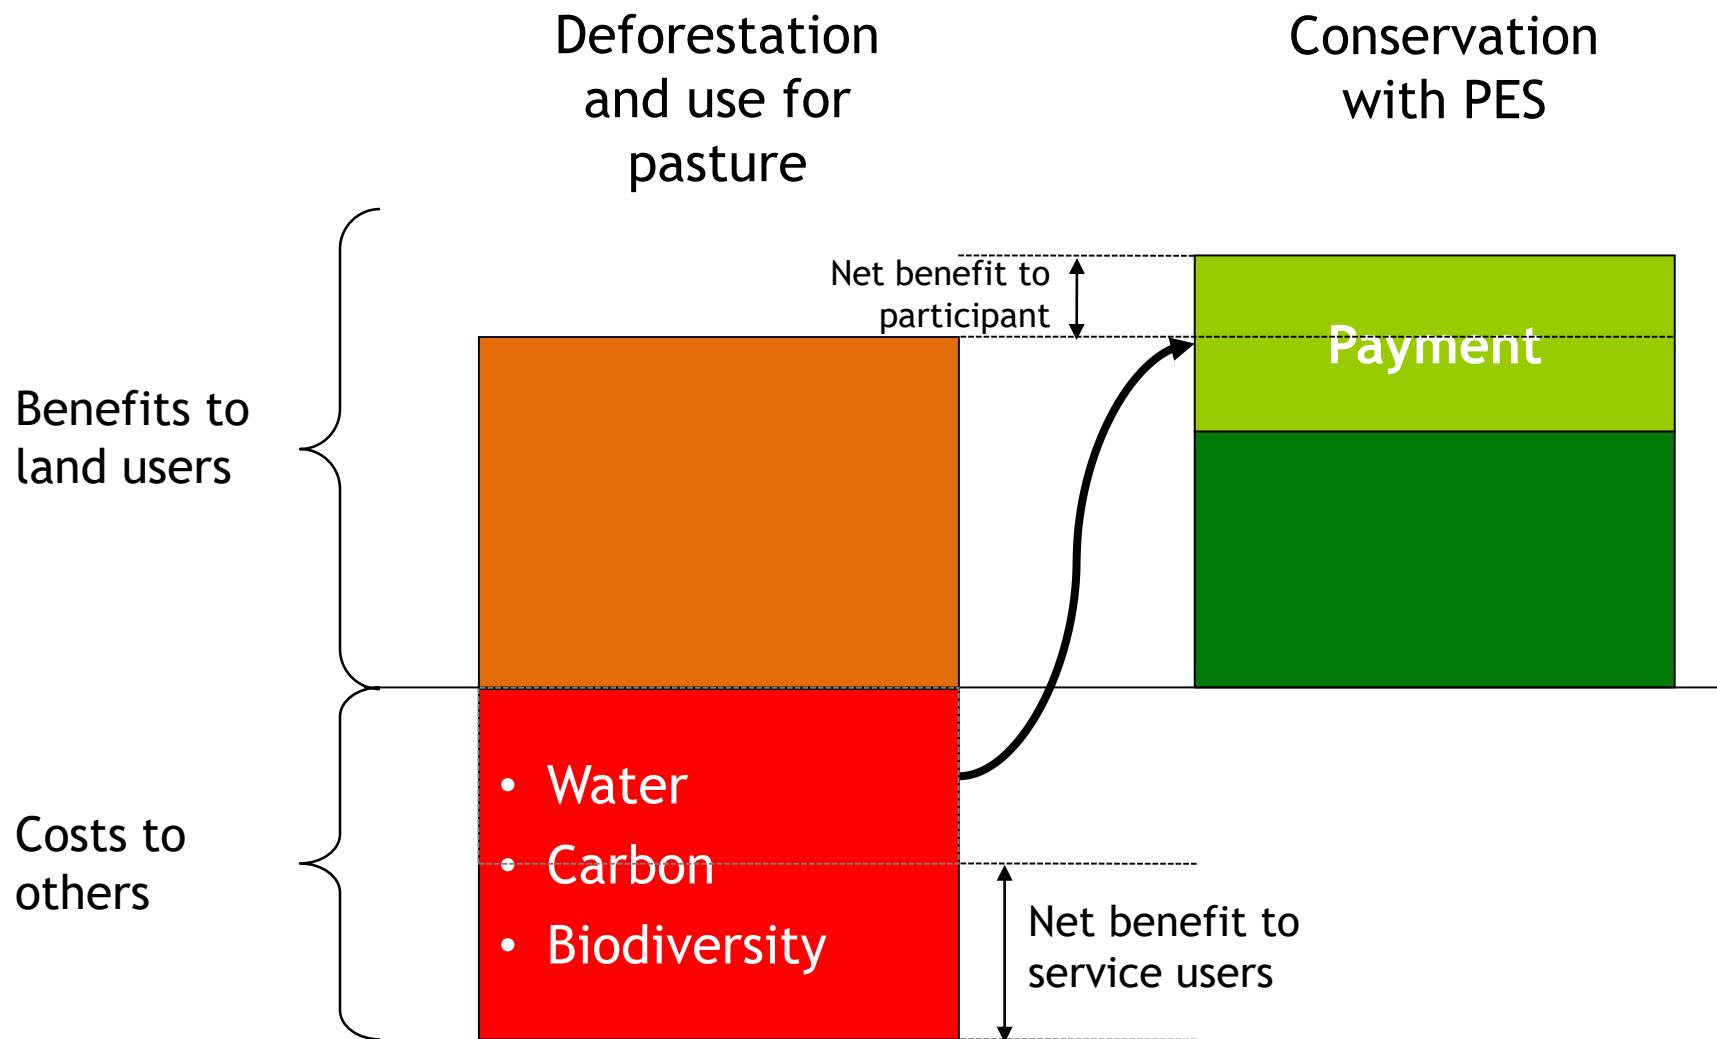 Deforestation
and use for
pasture
Conservation
with PES
Net benefit to
participant
Payment
Benefits to
land users
• Water
• Carbon
• Biodiversity
Costs to
others
Net benefit to
service users